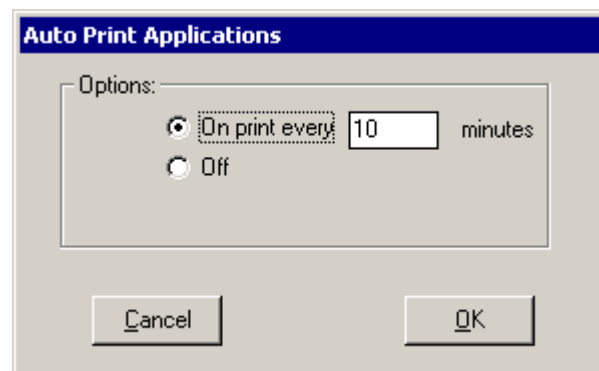 Auto Print Applications
Options:
On print every 10 minutes
Off
Cancel OK